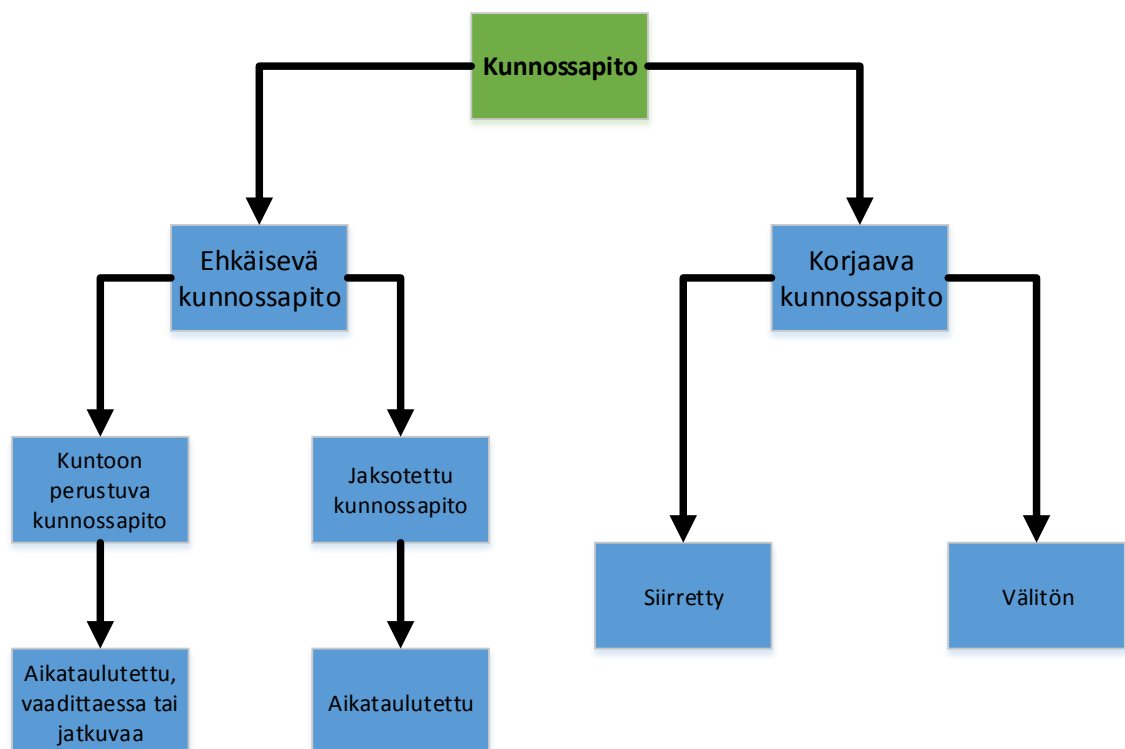 Kunnossapito
Ehkäisevä
kunnossapito
Korjaava
kunnossapito
Kuntoon
perustuva
kunnossapito
Jaksotettu
kunnossapito
Siirretty
Välitön
Aikataulutettu,
vaadittaessa tai
jatkuvaa
Aikataulutettu